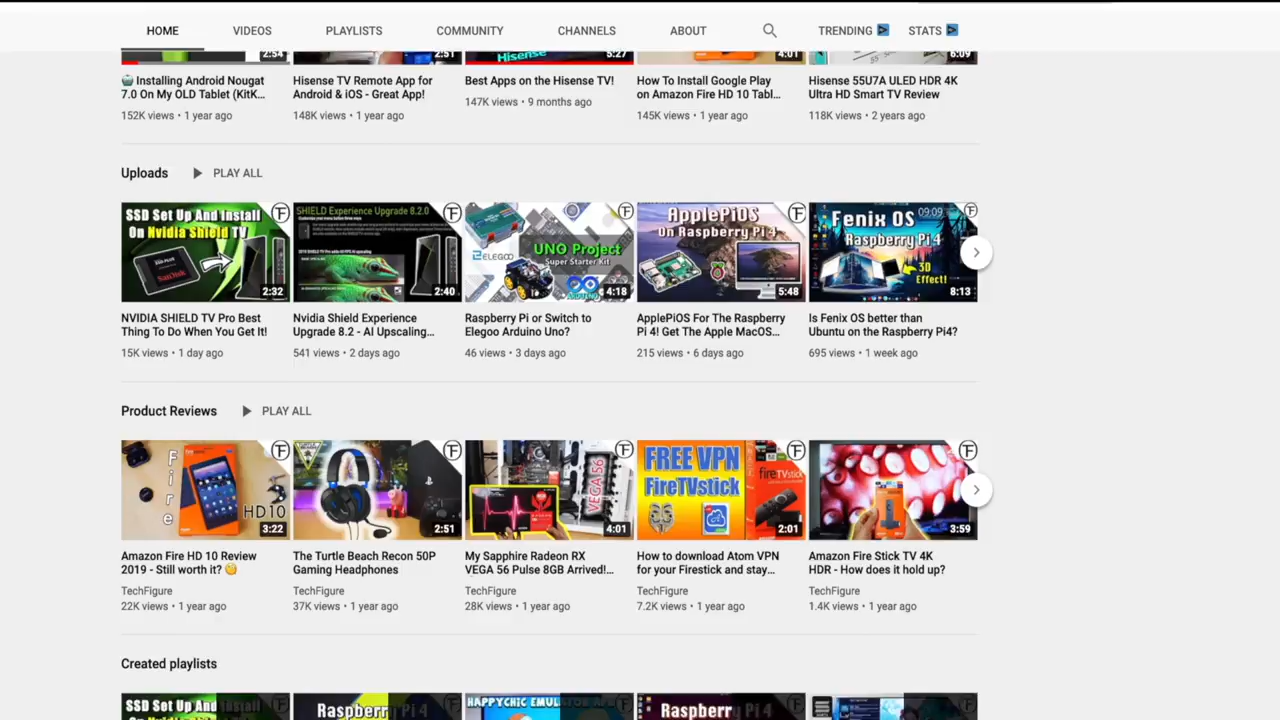 HOME VIDEOS PLAYLISTS COMMUNITY CHANNELS ABOUT TRENDING STATS
2:54 2:51 Hisense 5:27 4:01 6:09
Installing Android Nougat
7.0 On My OLD Tablet (KitK...
152K views • 1 year ago
Hisense TV Remote App for
Android & iOS - Great App!
148K views • 1 year ago
Best Apps on the Hisense TV!
147K views • 9 months ago
How To Install Google Play
on Amazon Fire HD 10 Tabl...
145K views • 1 year ago
Hisense 55U7A ULED HDR 4K
Ultra HD Smart TV Review
118K views • 2 years ago
Uploads PLAY ALL
SSD Set Up And Install
On Nvidia Shield TV
SanDisk
2:32
NVIDIA SHIELD TV Pro Best
Thing To Do When You Get It!
15K views • 1 day ago
SHIELD Experience Upgrade 8.2.0
2:40
Nvidia Shield Experience
Upgrade 8.2 - AI Upscaling...
541 views • 2 days ago
UNO Project
Super Starter Kit
ELEGOO
4:18
Raspberry Pi or Switch to
Elegoo Arduino Uno?
46 views • 3 days ago
ApplePiOS
On Raspberry Pi 4
5:48
ApplePiOS For The Raspberry
Pi 4! Get The Apple MacOS...
215 views • 6 days ago
Fenix OS 09:09
Raspberry Pi 4
3D
Effect!
8:13
Is Fenix OS better than
Ubuntu on the Raspberry Pi4?
695 views • 1 week ago
Product Reviews PLAY ALL
Fire
HD10
3:22
Amazon Fire HD 10 Review
2019 - Still worth it?
TechFigure
22K views • 1 year ago
2:51
The Turtle Beach Recon 50P
Gaming Headphones
TechFigure
37K views • 1 year ago
VEGA 56
4:01
My Sapphire Radeon RX
VEGA 56 Pulse 8GB Arrived!...
TechFigure
28K views • 1 year ago
FREE VPN
FireTVstick
fireTVstick
2:01
How to download Atom VPN
for your Firestick and stay...
TechFigure
7.2K views • 1 year ago
3:59
Amazon Fire Stick TV 4K
HDR - How does it hold up?
TechFigure
1.4K views • 1 year ago
Created playlists
SSD Set Up And Install
Raspberry Pi 4
HAPPYCHIC EMULATION
Raspberry Pi 4